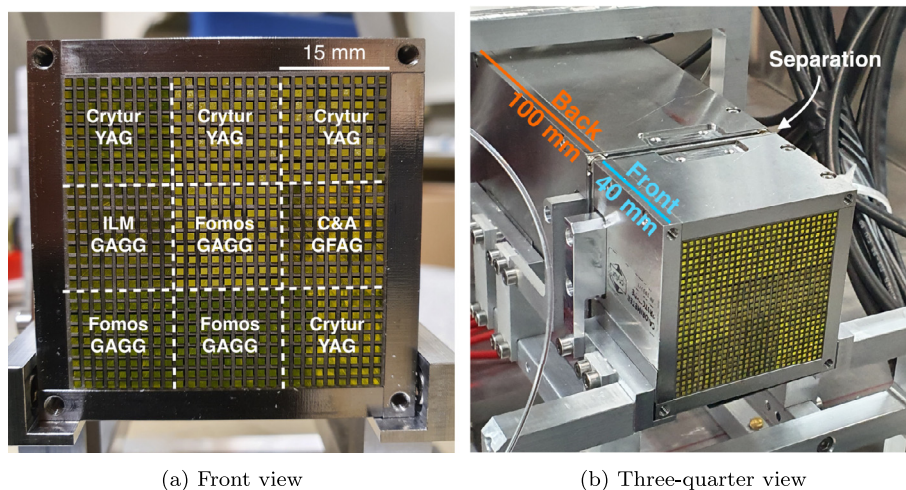 15 mm
Crytur
YAG
Crytur
YAG
Crytur
YAG
ILM
GAGG
Fomos
GAGG
C&A
GFAG
Fomos
GAGG
Fomos
GAGG
Crytur
YAG
(a) Front view
Separation
Back
100 mm
Front
40 mm
(b) Three-quarter view